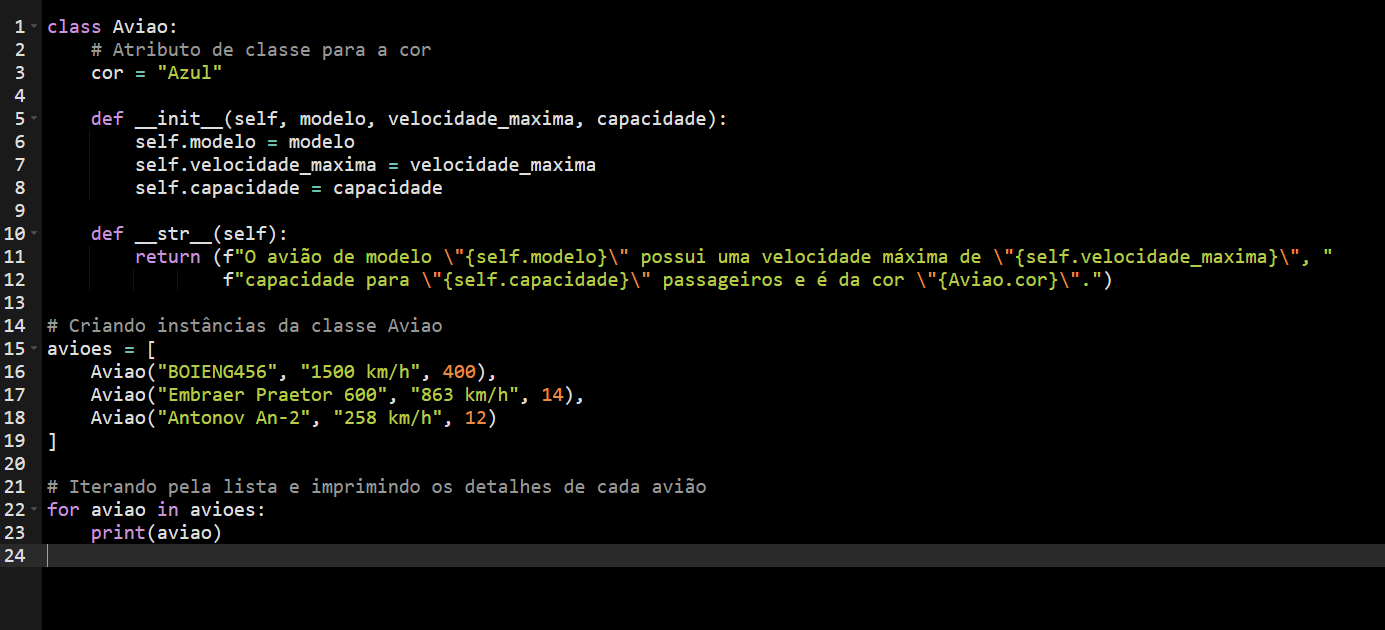 1 class Aviao:
2     # Atributo de classe para a cor
3     cor = "Azul"
4
5     def __init__(self, modelo, velocidade_maxima, capacidade):
6         self.modelo = modelo
7         self.velocidade_maxima = velocidade_maxima
8         self.capacidade = capacidade
9
10     def __str__(self):
11         return (f"O avião de modelo \"{self.modelo}\" possui uma velocidade máxima de \"{self.velocidade_maxima}\", "
12                 f"capacidade para \"{self.capacidade}\" passageiros e é da cor \"{Aviao.cor}\".")
13
14 # Criando instâncias da classe Aviao
15 avioes = [
16     Aviao("BOIENG456", "1500 km/h", 400),
17     Aviao("Embraer Praetor 600", "863 km/h", 14),
18     Aviao("Antonov An-2", "258 km/h", 12)
19 ]
20
21 # Iterando pela lista e imprimindo os detalhes de cada avião
22 for aviao in avioes:
23     print(aviao)
24